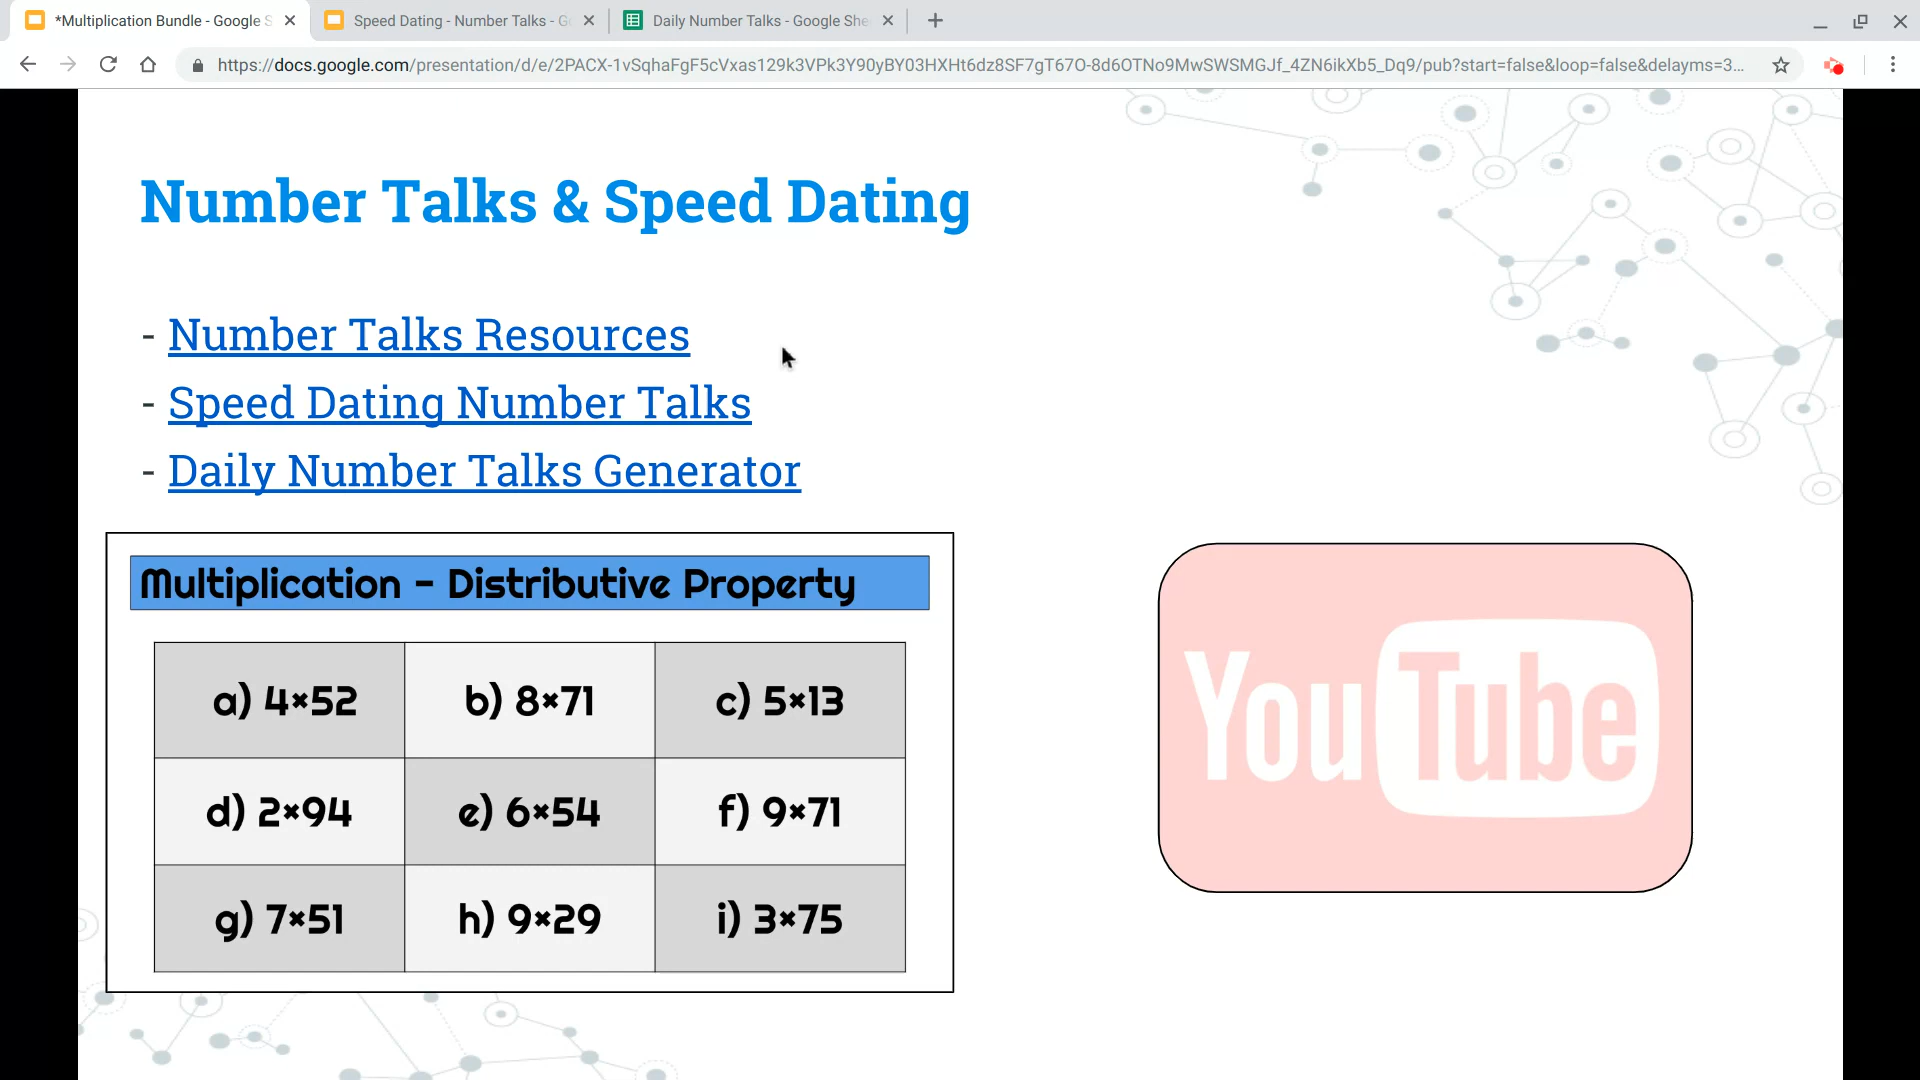 *Multiplication Bundle - Google S
Speed Dating - Number Talks - G
Daily Number Talks - Google She
https://docs.google.com/presentation/d/e/2PACX-1vSqhaFgF5cVxas129k3VPk3Y90yBY03HXHt6dz8SF7gT67O-8d6OTNo9MwSWSMGJf_4ZN6ikXb5_Dq9/pub?start=false&loop=false&delayms=3...
Number Talks & Speed Dating
- Number Talks Resources
- Speed Dating Number Talks
- Daily Number Talks Generator
Multiplication - Distributive Property
a) 4×52 b) 8×71 c) 5×13
d) 2×94 e) 6×54 f) 9×71
g) 7×51 h) 9×29 i) 3×75
YouTube